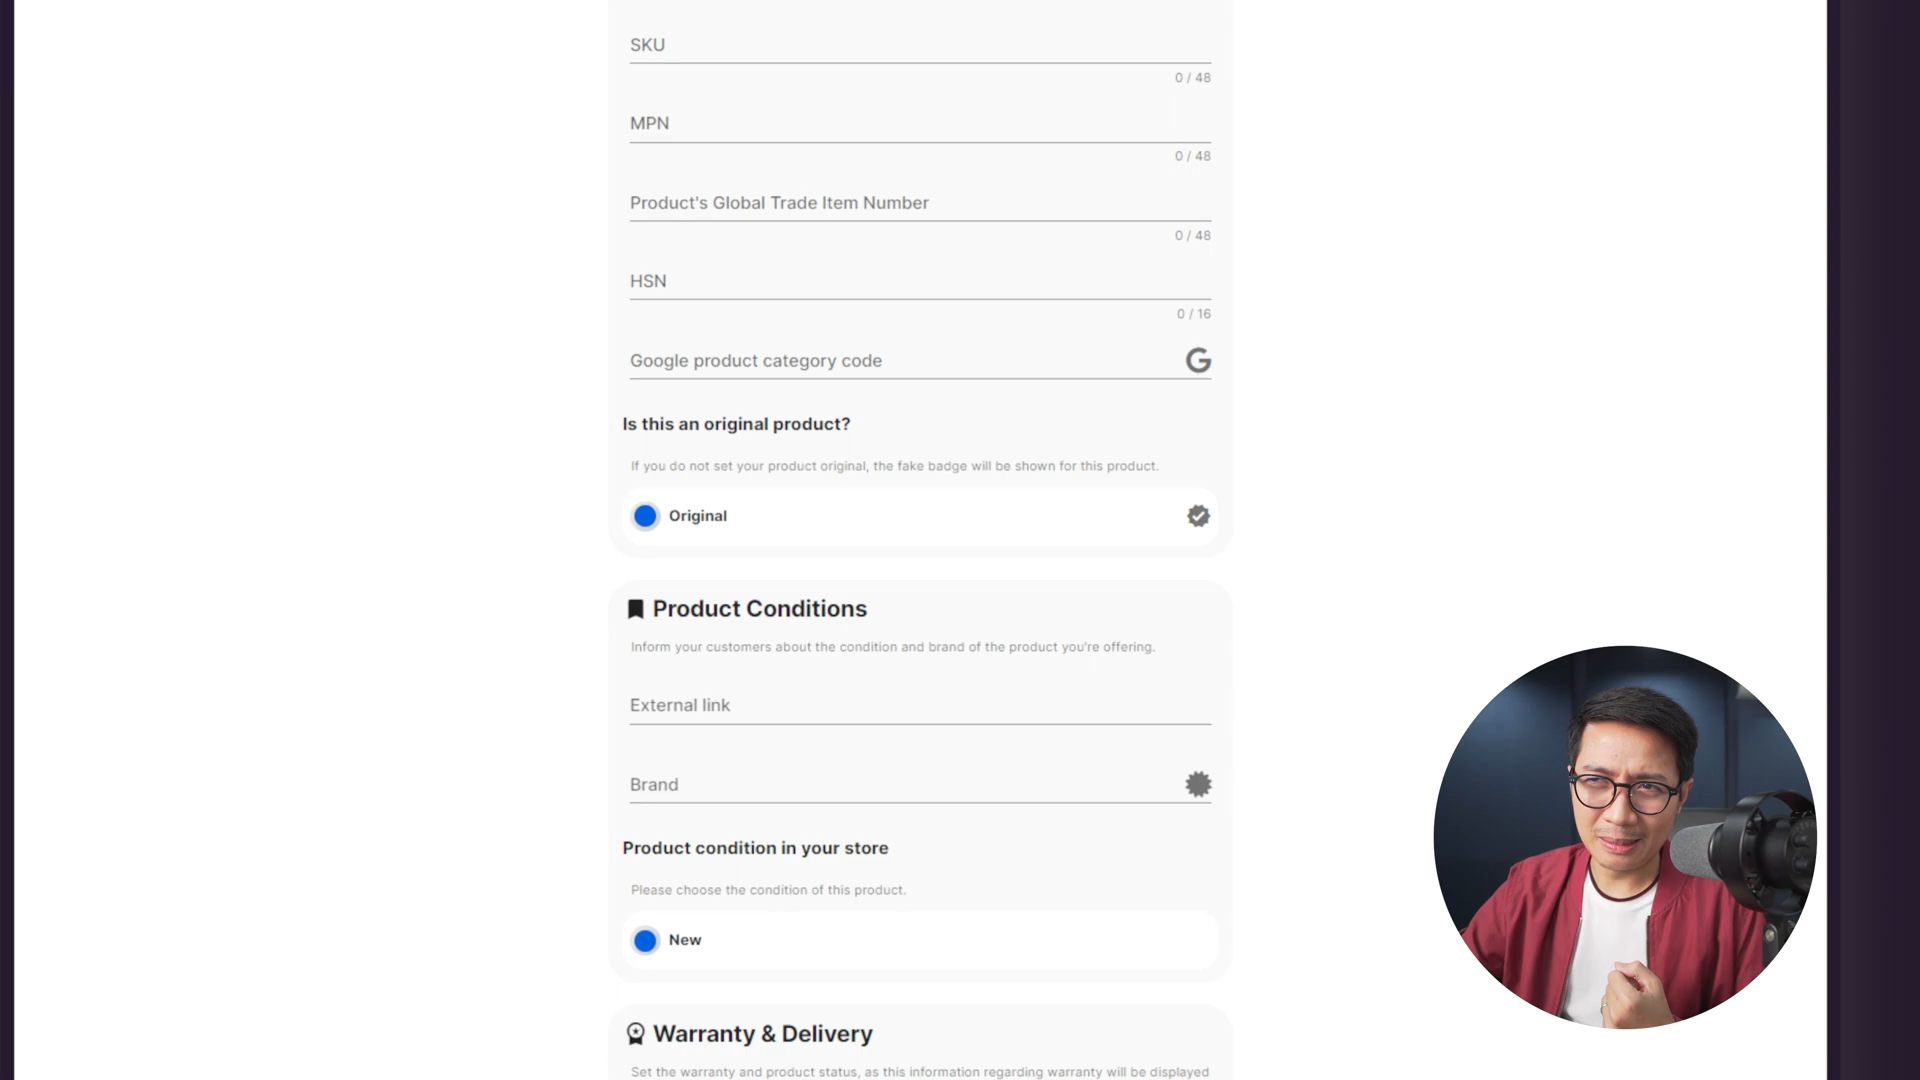 SKU
0 / 48
MPN
0 / 48
Product's Global Trade Item Number
0 / 48
HSN
0 / 16
Google product category code
Is this an original product?
If you do not set your product original, the fake badge will be shown for this product.
Original
Product Conditions
Inform your customers about the condition and brand of the product you're offering.
External link
Brand
Product condition in your store
Please choose the condition of this product.
New
Warranty & Delivery
Set the warranty and product status, as this information regarding warranty will be displayed